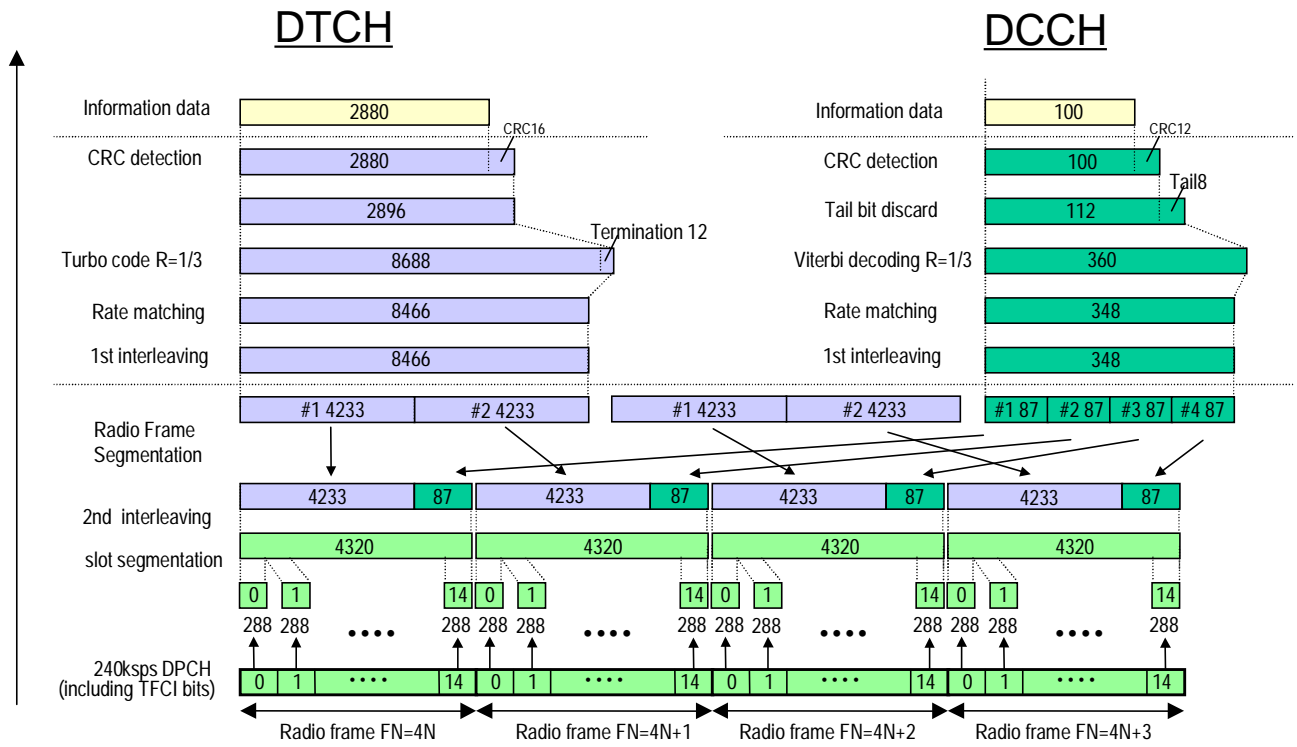 DTCH DCCH
Information data 2880 Information data 100
CRC16 CRC12
CRC detection 2880 CRC detection 100
Tail8
2896 Tail bit discard 112
Termination 12
Turbo code R=1/3 8688 Viterbi decoding R=1/3 360
Rate matching 8466 Rate matching 348
1st interleaving 8466 1st interleaving 348
#1 4233 #2 4233 #1 4233 #2 4233 #1 87 #2 87 #3 87 #4 87
Radio Frame
Segmentation
4233 87 4233 87 4233 87 4233 87
2nd interleaving
4320 4320 4320 4320
slot segmentation
0 1 14 0 1 14 0 1 14 0 1 14
288 288 •••• 288 288 288 •••• 288 288 288 •••• 288 288 288 •••• 288
240ksps DPCH
(including TFCI bits)
0 1 •••• 14 0 1 •••• 14 0 1 •••• 14 0 1 •••• 14
Radio frame FN=4N Radio frame FN=4N+1 Radio frame FN=4N+2 Radio frame FN=4N+3